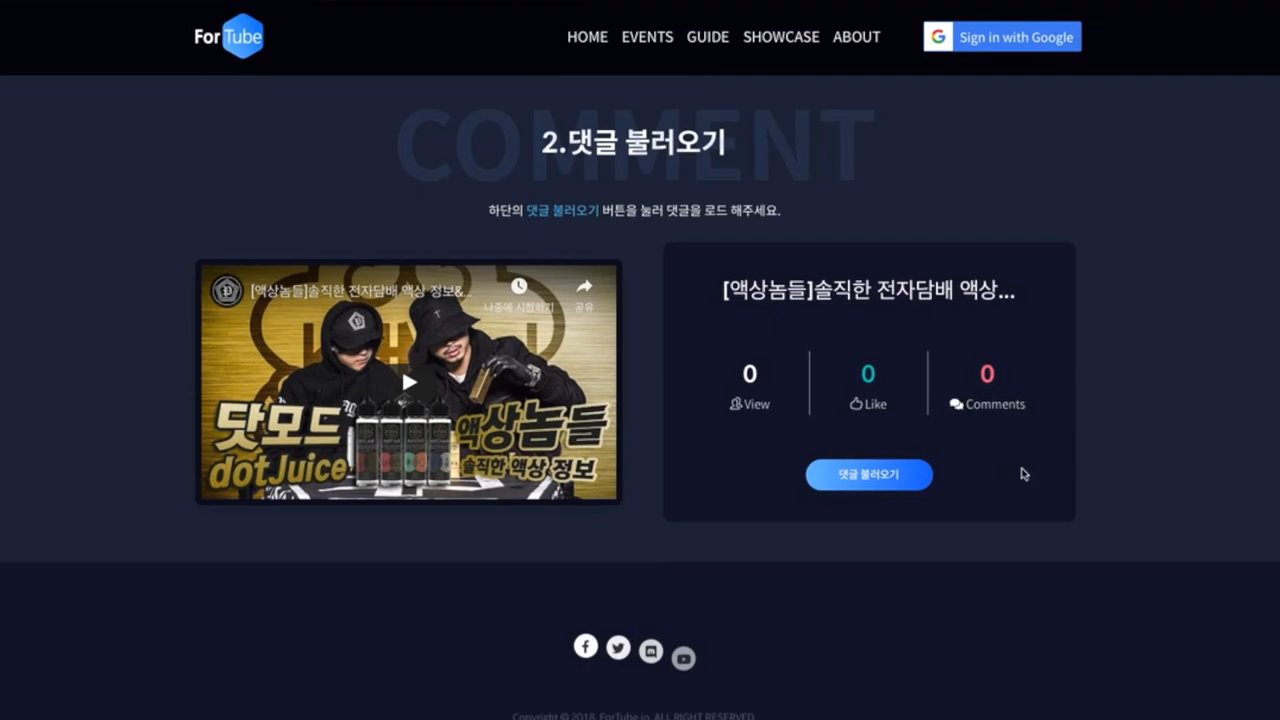 ForTube
HOME EVENTS GUIDE SHOWCASE ABOUT
Sign in with Google
COMMENT
2.댓글 불러오기
하단의 댓글 불러오기 버튼을 눌러 댓글을 로드 해주세요.
[액상놈들]솔직한 전자담배 액상 정보&...
나중에 시청하기 공유
닷모드
dotJuice
액상놈들
솔직한 액상 정보
[액상놈들]솔직한 전자담배 액상...
0 0 0
View Like Comments
댓글 불러오기
Copyright © 2018. ForTube.io. ALL RIGHT RESERVED.